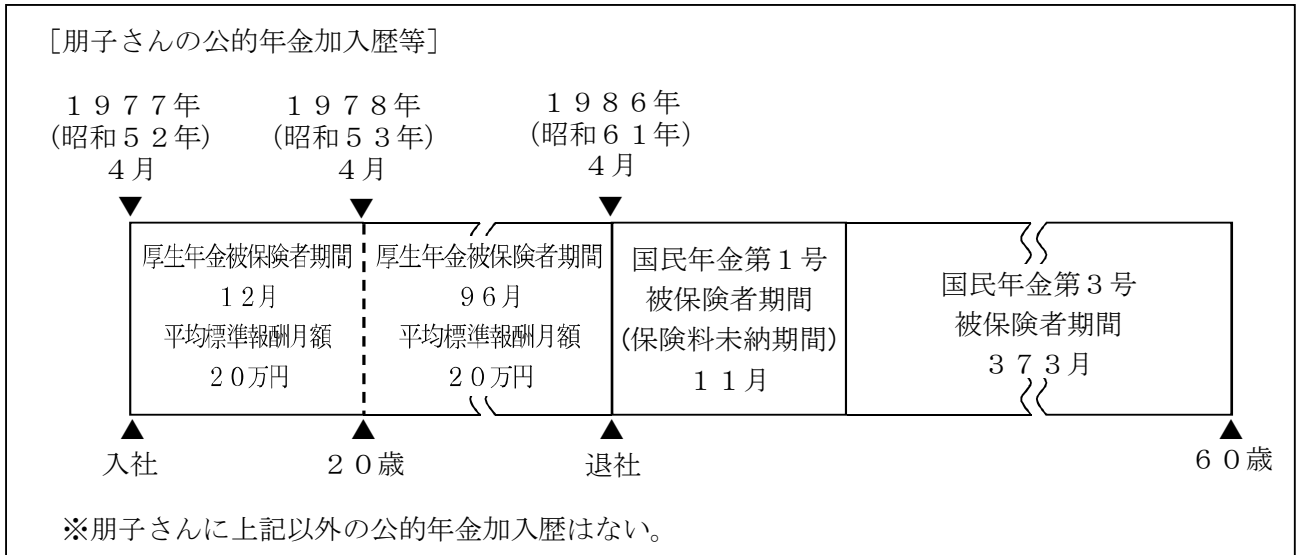 ［朋子さんの公的年金加入歴等］
１９７７年 １９７８年 １９８６年
(昭和５２年) (昭和５３年) (昭和６１年)
４月 ４月 ４月
厚生年金被保険者期間
１２月
平均標準報酬月額
２０万円
厚生年金被保険者期間
９６月
平均標準報酬月額
２０万円
国民年金第１号
被保険者期間
(保険料未納期間)
１１月
国民年金第３号
被保険者期間
３７３月
入社 ２０歳 退社 ６０歳
※朋子さんに上記以外の公的年金加入歴はない。